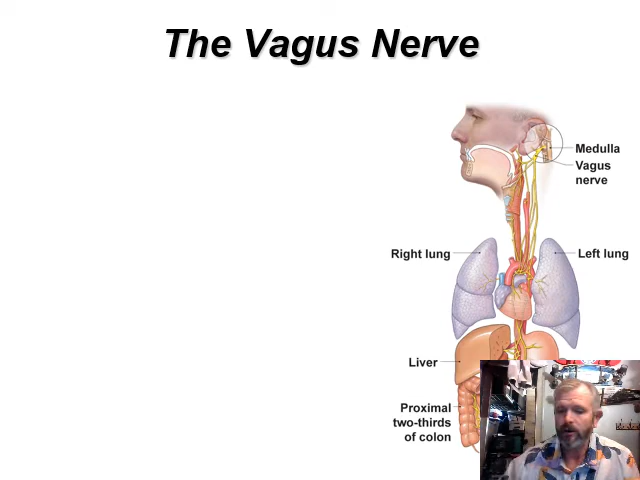 The Vagus Nerve
Medulla
Vagus
nerve
Right lung
Left lung
Liver
Proximal
two-thirds
of colon